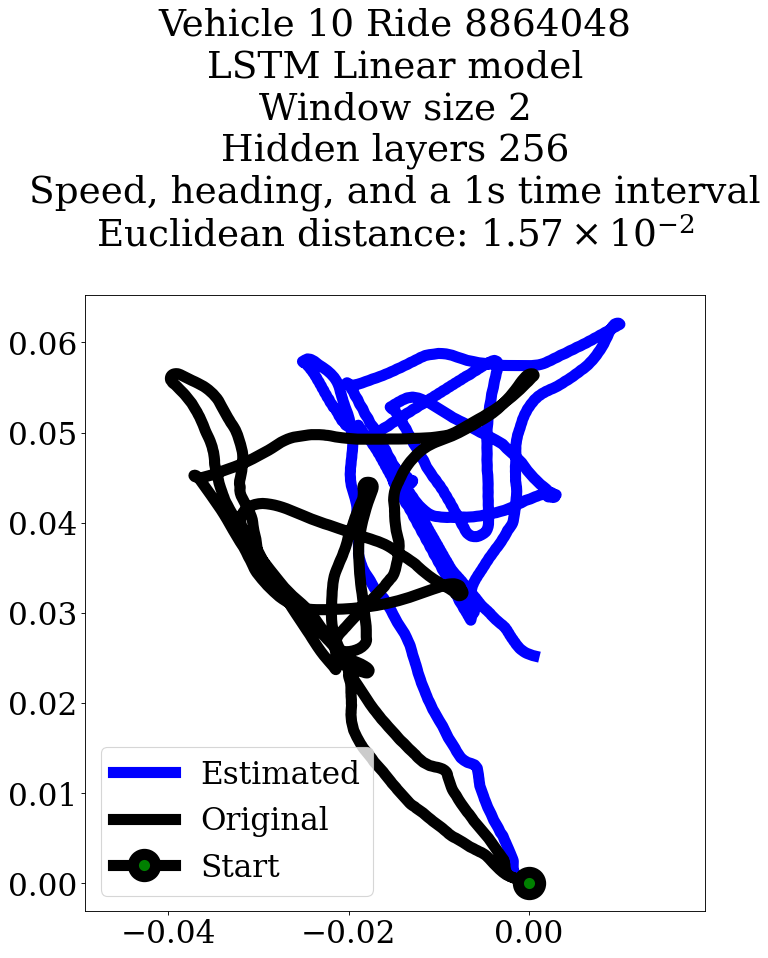 Vehicle 10 Ride 8864048
LSTM Linear model
Window size 2
Hidden layers 256
Speed, heading, and a 1s time interval
Euclidean distance: 1.57 × 10⁻²
0.06
0.05
0.04
0.03
0.02
0.01
0.00
Estimated
Original
Start
−0.04
−0.02
0.00